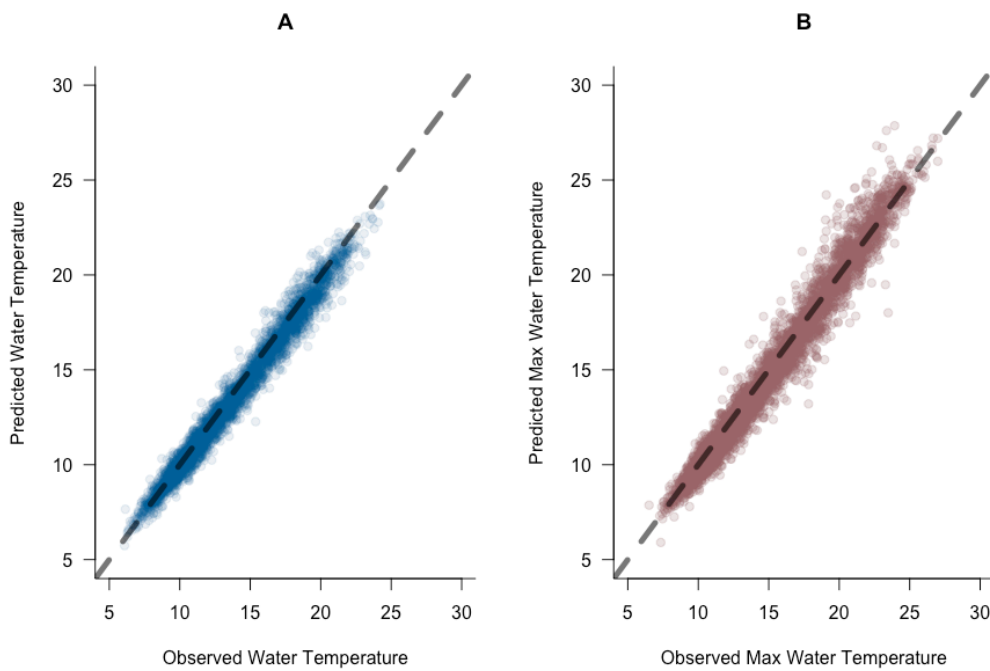 A
30
25
20
15
10
5
Predicted Water Temperature
5 10 15 20 25 30
Observed Water Temperature
B
30
25
20
15
10
5
Predicted Max Water Temperature
5 10 15 20 25 30
Observed Max Water Temperature